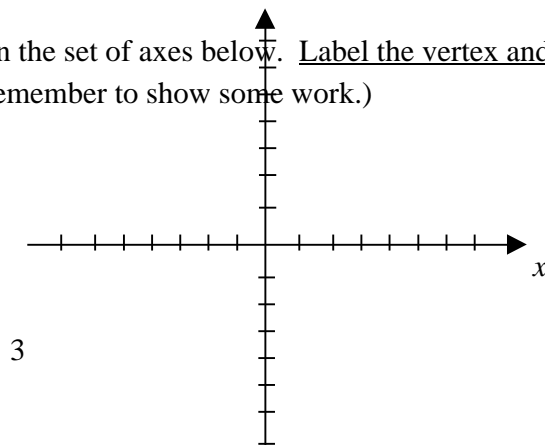 n the set of axes below. Label the vertex and
emember to show some work.)
x
3